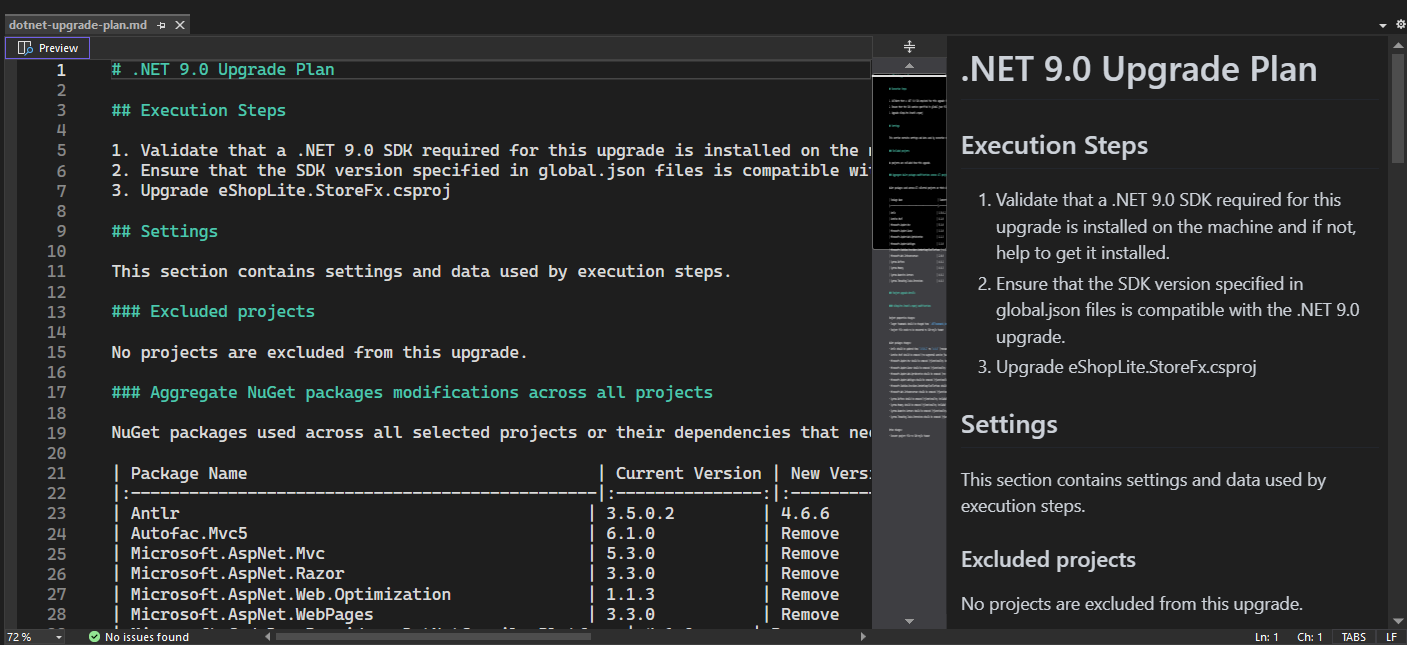 dotnet-upgrade-plan.md
Preview
1 # .NET 9.0 Upgrade Plan
2
3 ## Execution Steps
4
5 1. Validate that a .NET 9.0 SDK required for this upgrade is installed on the
6 2. Ensure that the SDK version specified in global.json files is compatible
7 3. Upgrade eShopLite.StoreFx.csproj
8
9 ## Settings
10
11 This section contains settings and data used by execution steps.
12
13 ### Excluded projects
14
15 No projects are excluded from this upgrade.
16
17 ### Aggregate NuGet packages modifications across all projects
18
19 NuGet packages used across all selected projects or their dependencies that
20
21 | Package Name | Current Version | New Versi
22 |:------------------------------------------------|:---------------:|:--------
23 | Antlr | 3.5.0.2 | 4.6.6
24 | Autofac.Mvc5 | 6.1.0 | Remove
25 | Microsoft.AspNet.Mvc | 5.3.0 | Remove
26 | Microsoft.AspNet.Razor | 3.3.0 | Remove
27 | Microsoft.AspNet.Web.Optimization | 1.1.3 | Remove
28 | Microsoft.AspNet.WebPages | 3.3.0 | Remove
.NET 9.0 Upgrade Plan
Execution Steps
1. Validate that a .NET 9.0 SDK required for this
upgrade is installed on the machine and if not,
help to get it installed.
2. Ensure that the SDK version specified in
global.json files is compatible with the .NET 9.0
upgrade.
3. Upgrade eShopLite.StoreFx.csproj
Settings
This section contains settings and data used by
execution steps.
Excluded projects
No projects are excluded from this upgrade.
72 % No issues found Ln: 1 Ch: 1 TABS LF